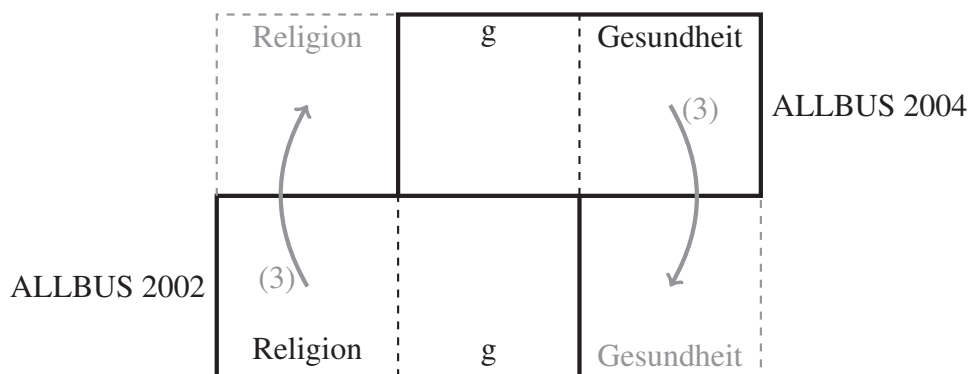 Religion g Gesundheit
(3) ALLBUS 2004
ALLBUS 2002 (3)
Religion g Gesundheit